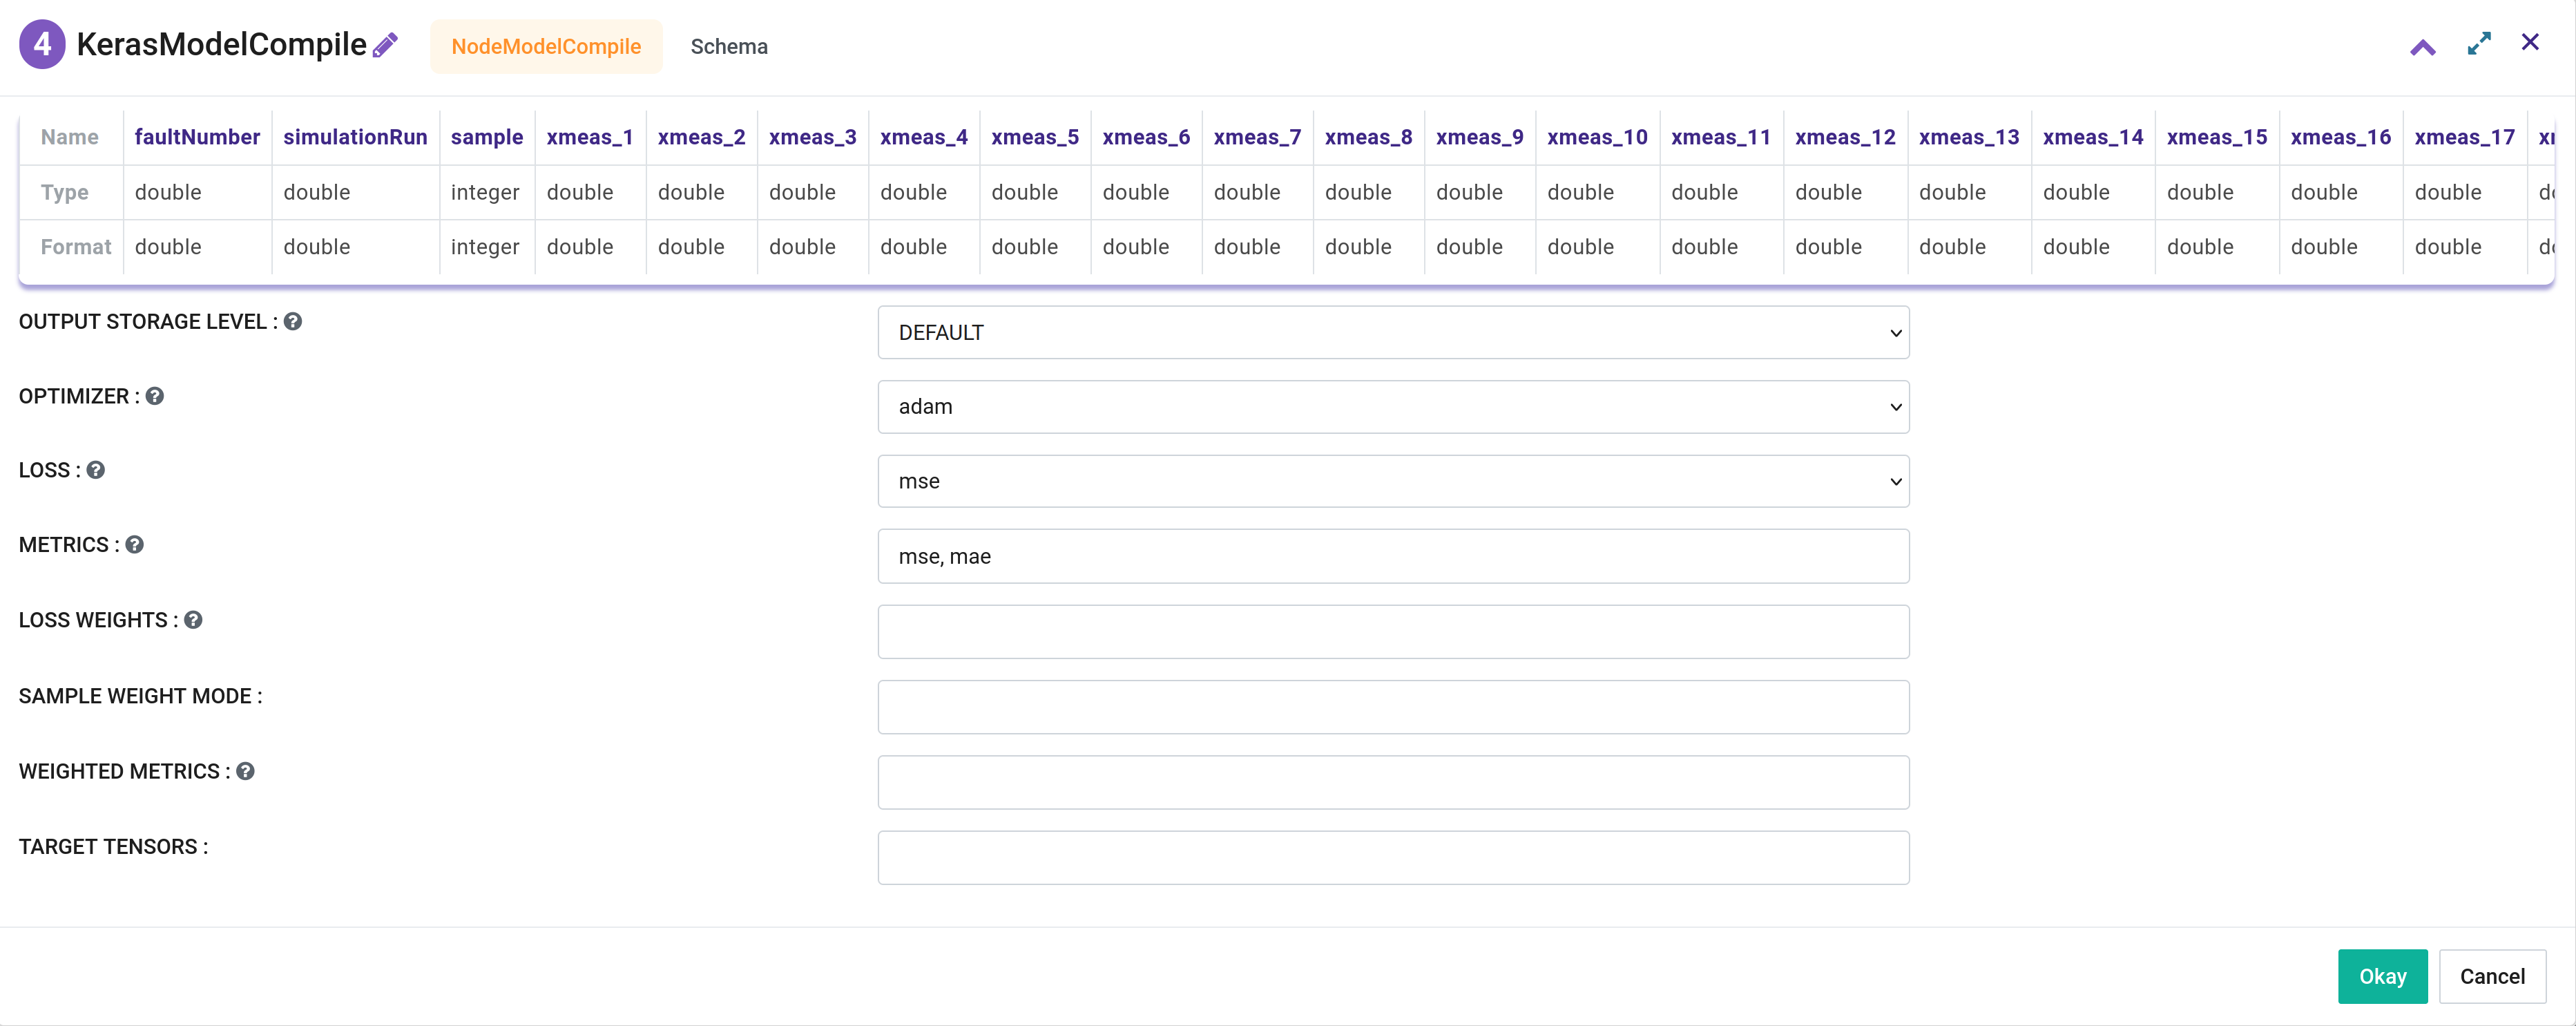 4 KerasModelCompile NodeModelCompile Schema
Name faultNumber simulationRun sample xmeas_1 xmeas_2 xmeas_3 xmeas_4 xmeas_5 xmeas_6 xmeas_7 xmeas_8 xmeas_9 xmeas_10 xmeas_11 xmeas_12 xmeas_13 xmeas_14 xmeas_15 xmeas_16 xmeas_17
Type double double integer double double double double double double double double double double double double double double double double double
Format double double integer double double double double double double double double double double double double double double double double double
OUTPUT STORAGE LEVEL : DEFAULT
OPTIMIZER : adam
LOSS : mse
METRICS : mse, mae
LOSS WEIGHTS :
SAMPLE WEIGHT MODE :
WEIGHTED METRICS :
TARGET TENSORS :
Okay Cancel